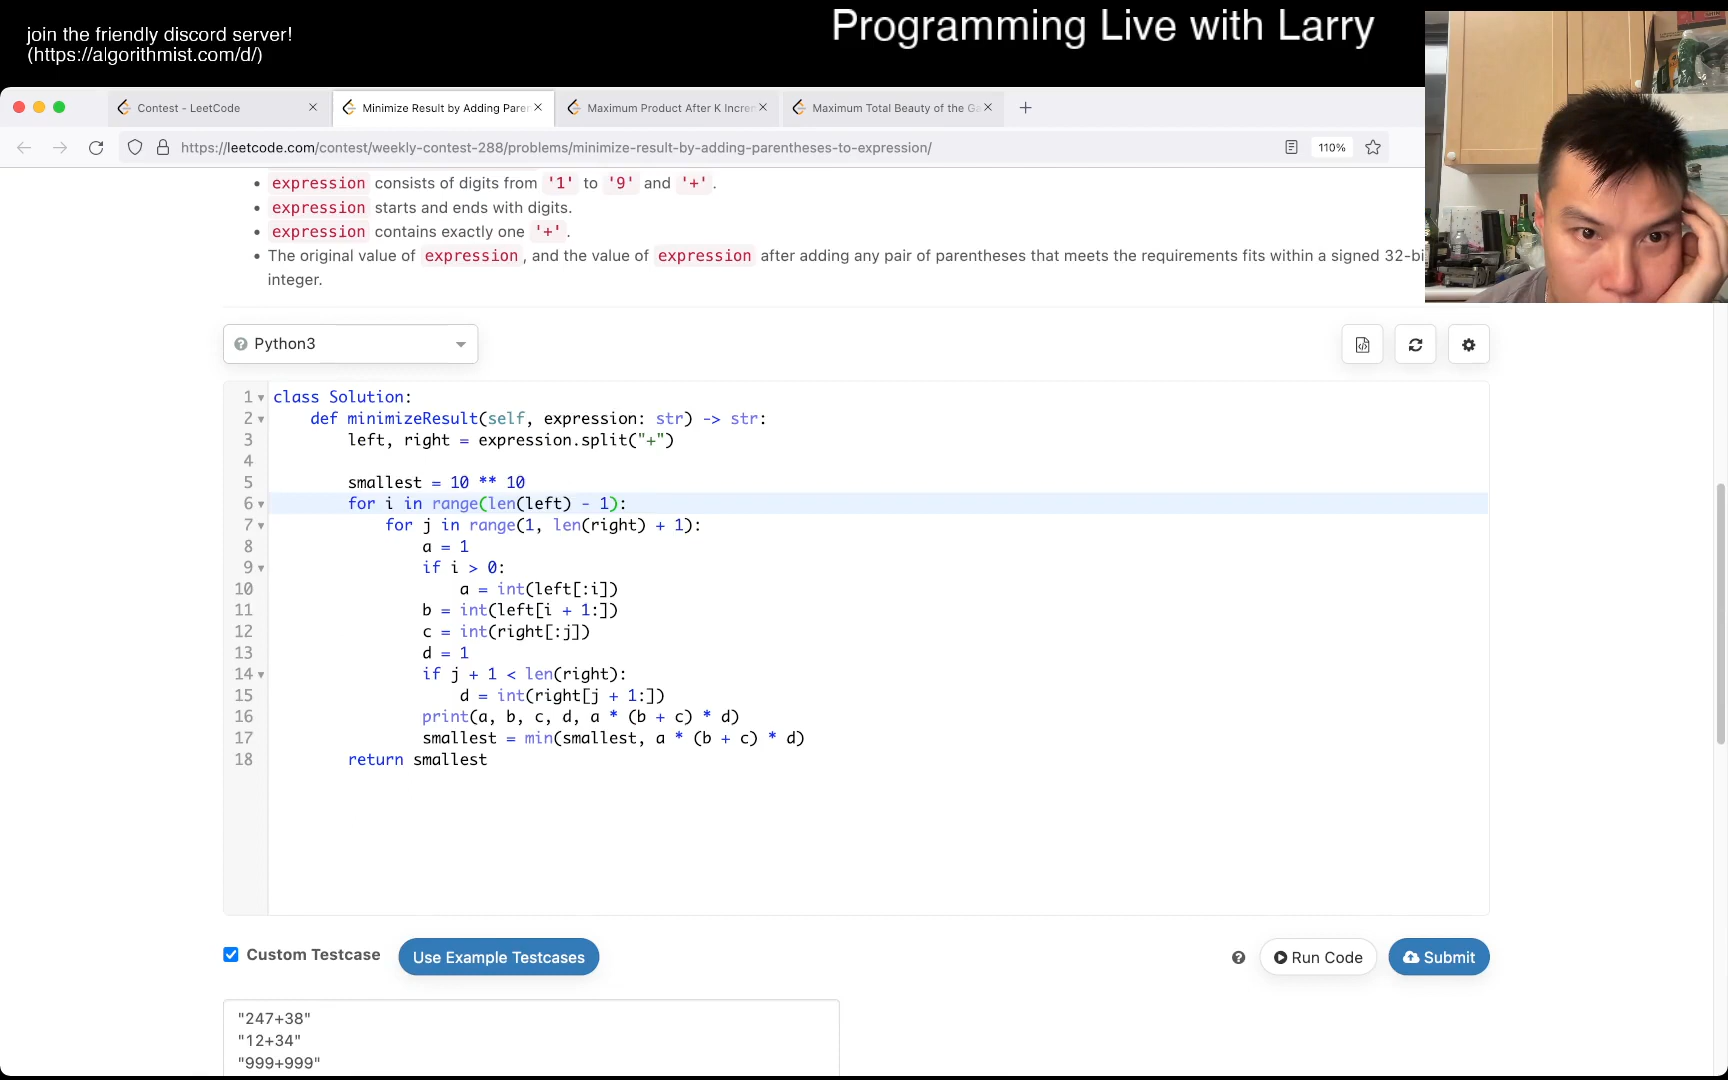 join the friendly discord server!
(https://algorithmist.com/d/)
Programming Live with Larry
Contest - LeetCode
Minimize Result by Adding Parer
Maximum Product After K Increr
Maximum Total Beauty of the Ga
https://leetcode.com/contest/weekly-contest-288/problems/minimize-result-by-adding-parentheses-to-expression/
110%
• expression consists of digits from '1' to '9' and '+'.
• expression starts and ends with digits.
• expression contains exactly one '+'.
• The original value of expression, and the value of expression after adding any pair of parentheses that meets the requirements fits within a signed 32-bi
integer.
Python3
1 class Solution:
2 def minimizeResult(self, expression: str) -> str:
3 left, right = expression.split("+")
4
5 smallest = 10 ** 10
6 for i in range(len(left) - 1):
7 for j in range(1, len(right) + 1):
8 a = 1
9 if i > 0:
10 a = int(left[:i])
11 b = int(left[i + 1:])
12 c = int(right[:j])
13 d = 1
14 if j + 1 < len(right):
15 d = int(right[j + 1:])
16 print(a, b, c, d, a * (b + c) * d)
17 smallest = min(smallest, a * (b + c) * d)
18 return smallest
Custom Testcase
Use Example Testcases
Run Code
Submit
"247+38"
"12+34"
"999+999"